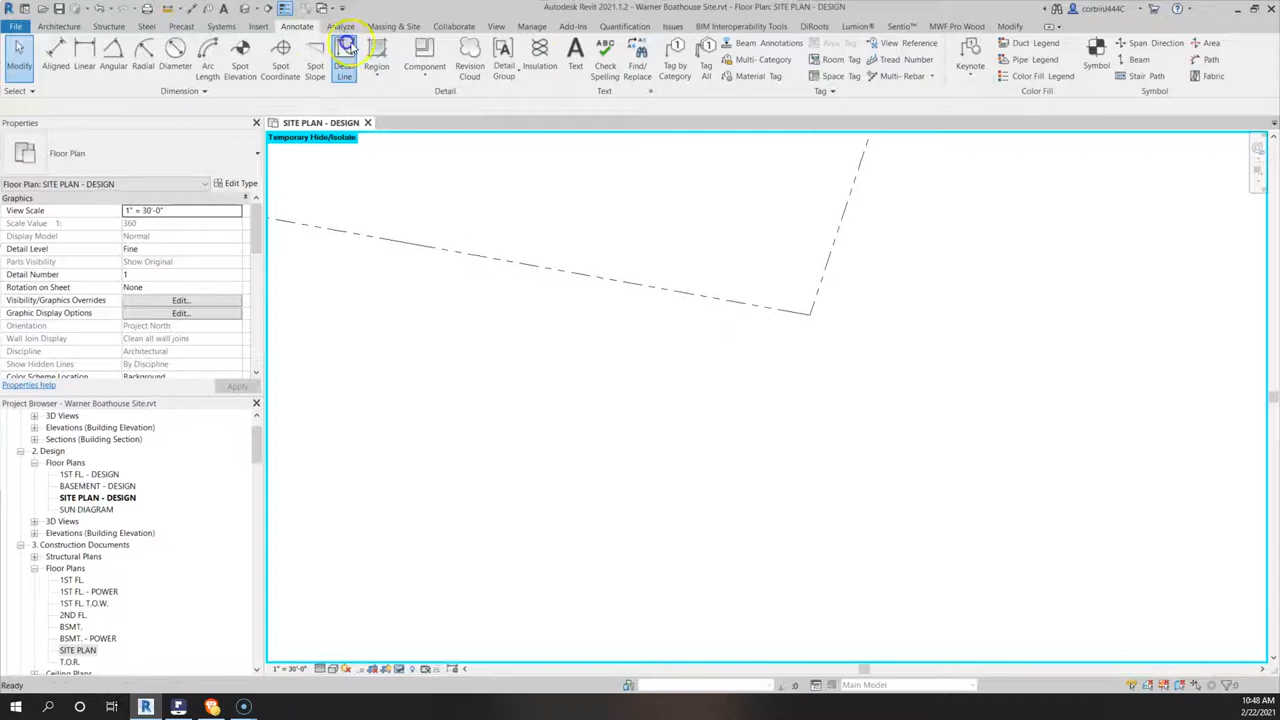 Autodesk Revit 2021.1.2 - Warner Boathouse Site.rvt - Floor Plan: SITE PLAN - DESIGN
corbinJ444C
File Architecture Structure Steel Precast Systems Insert Annotate Analyze Massing & Site Collaborate View Manage Add-Ins Quantification Issues BIM Interoperability Tools DiRoots Lumion® Sentio™ MWF Pro Wood Modify
Modify Aligned Linear Angular Radial Diameter Arc Length Spot Elevation Spot Coordinate Spot Slope Detail Line Region Component Revision Cloud Detail Group Insulation Text Check Spelling Find/ Replace Tag by Category Tag All Keynote Symbol
Beam Annotations Area Tag View Reference Duct Legend Span Direction Area
Multi- Category Room Tag Tread Number Pipe Legend Beam Path
Material Tag Space Tag Multi- Rebar Color Fill Legend Stair Path Fabric
Select Dimension Detail Text Tag Color Fill Symbol
Properties
SITE PLAN - DESIGN
Temporary Hide/Isolate
Floor Plan
Floor Plan: SITE PLAN - DESIGN Edit Type
Graphics
View Scale 1" = 30'-0"
Scale Value 1: 360
Display Model Normal
Detail Level Fine
Parts Visibility Show Original
Detail Number 1
Rotation on Sheet None
Visibility/Graphics Overrides Edit...
Graphic Display Options Edit...
Orientation Project North
Wall Join Display Clean all wall joins
Discipline Architectural
Show Hidden Lines By Discipline
Color Scheme Location Background
Properties help Apply
Project Browser - Warner Boathouse Site.rvt
3D Views
Elevations (Building Elevation)
Sections (Building Section)
2. Design
Floor Plans
1ST FL. - DESIGN
BASEMENT - DESIGN
SITE PLAN - DESIGN
SUN DIAGRAM
3D Views
Elevations (Building Elevation)
3. Construction Documents
Structural Plans
Floor Plans
1ST FL.
1ST FL. - POWER
1ST FL. T.O.W.
2ND FL.
BSMT.
BSMT. - POWER
SITE PLAN
T.O.R.
Ceiling Plans
1" = 30'-0"
Ready
:0
Main Model
:0
10:48 AM
2/22/2021